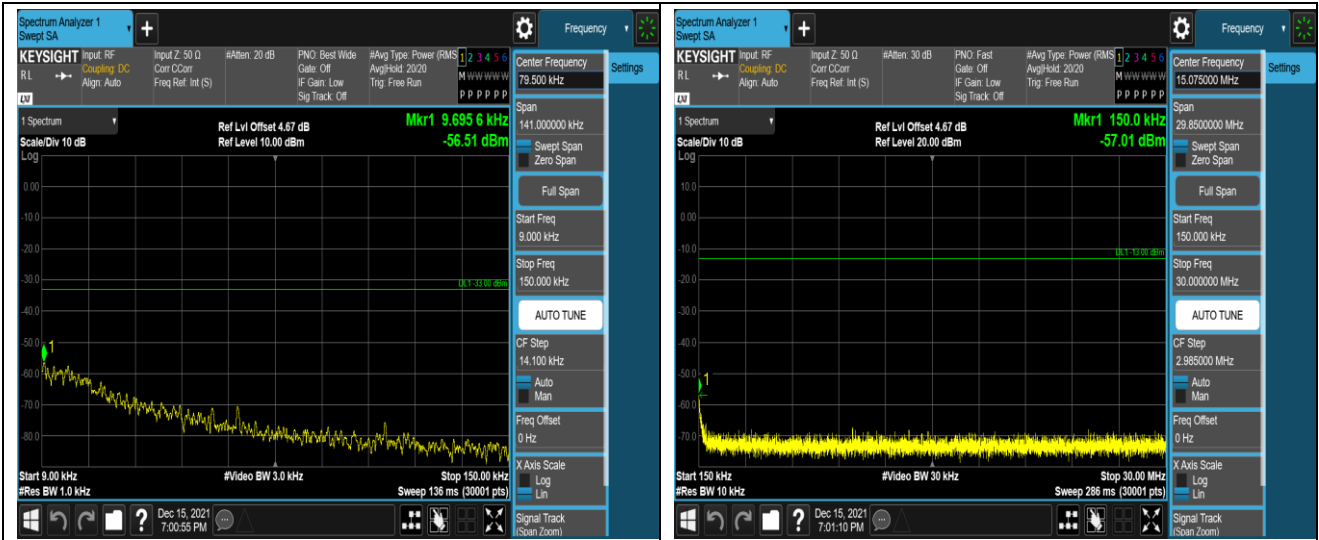 Spectrum Analyzer 1
Swept SA
+
Frequency
KEYSIGHT
Input: RF
Input Z: 50 Ω
#Atten: 20 dB
PNO: Best Wide
#Avg Type: Power (RMS
1 2 3 4 5 6
RL
Coupling: DC
Corr CCorr
Gate: Off
Avg|Hold: 20/20
M W W W W W
Align: Auto
Freq Ref: Int (S)
IF Gain: Low
Trig: Free Run
Sig Track: Off
P P P P P P
LXI
1 Spectrum
Ref Lvl Offset 4.67 dB
Mkr1 9.695 6 kHz
Scale/Div 10 dB
Ref Level 10.00 dBm
-56.51 dBm
Log
0.00
-10.0
-20.0
-30.0
DL1 -33.00 dBm
-40.0
-50.0
1
-60.0
-70.0
-80.0
Start 9.00 kHz
#Video BW 3.0 kHz
Stop 150.00 kHz
#Res BW 1.0 kHz
Sweep 136 ms (30001 pts)
Center Frequency
79.500 kHz
Settings
Span
141.000000 kHz
Swept Span
Zero Span
Full Span
Start Freq
9.000 kHz
Stop Freq
150.000 kHz
AUTO TUNE
CF Step
14.100 kHz
Auto
Man
Freq Offset
0 Hz
X Axis Scale
Log
Lin
Signal Track
(Span Zoom)
?
Dec 15, 2021
7:00:55 PM
Spectrum Analyzer 1
Swept SA
+
Frequency
KEYSIGHT
Input: RF
Input Z: 50 Ω
#Atten: 30 dB
PNO: Fast
#Avg Type: Power (RMS
1 2 3 4 5 6
RL
Coupling: DC
Corr CCorr
Gate: Off
Avg|Hold: 20/20
M W W W W W
Align: Auto
Freq Ref: Int (S)
IF Gain: Low
Trig: Free Run
Sig Track: Off
P P P P P P
LXI
1 Spectrum
Ref Lvl Offset 4.67 dB
Mkr1 150.0 kHz
Scale/Div 10 dB
Ref Level 20.00 dBm
-57.01 dBm
Log
10.0
0.00
-10.0
DL1 -13.00 dBm
-20.0
-30.0
-40.0
-50.0
1
-60.0
-70.0
Start 150 kHz
#Video BW 30 kHz
Stop 30.00 MHz
#Res BW 10 kHz
Sweep 286 ms (30001 pts)
Center Frequency
15.075000 MHz
Settings
Span
29.8500000 MHz
Swept Span
Zero Span
Full Span
Start Freq
150.000 kHz
Stop Freq
30.000000 MHz
AUTO TUNE
CF Step
2.985000 MHz
Auto
Man
Freq Offset
0 Hz
X Axis Scale
Log
Lin
Signal Track
(Span Zoom)
?
Dec 15, 2021
7:01:10 PM